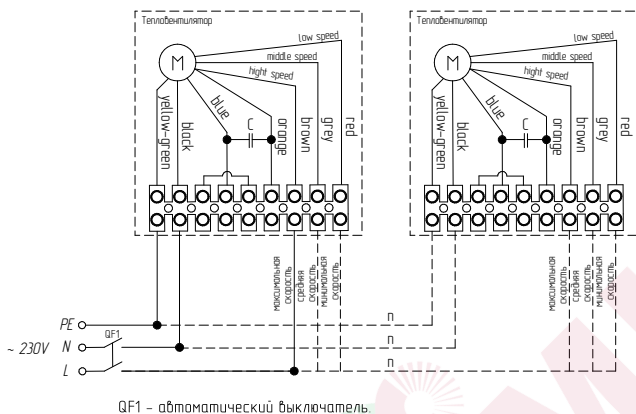 Тепловентилятор
M
low speed
middle speed
hight speed
yellow-green
black
blue
C
orange
brown
grey
red
максимальная скорость
средняя скорость
минимальная скорость
Тепловентилятор
M
low speed
middle speed
hight speed
yellow-green
black
blue
C
orange
brown
grey
red
максимальная скорость
средняя скорость
минимальная скорость
PE
n
~ 230V
QF1
N
n
L
n
QF1 - автоматический выключатель.